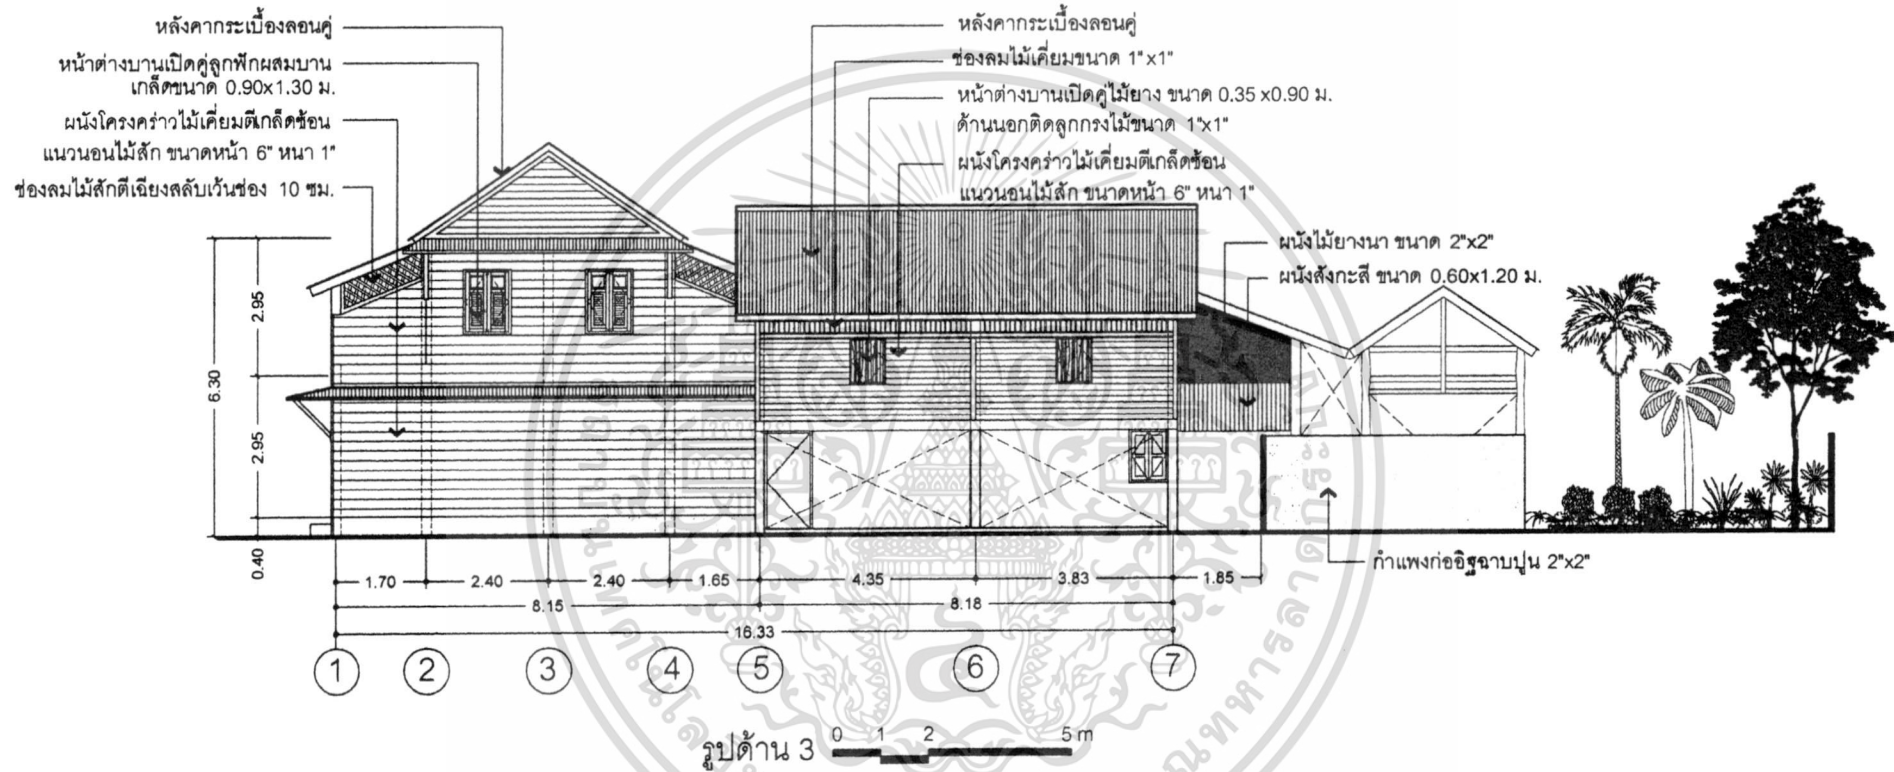 หลังคากระเบื้องลอนคู่
หน้าต่างบานเปิดคู่ลูกฟักผสมบาน
เกล็ดขนาด 0.90x1.30 ม.
ผนังโครงคร่าวไม้เคี่ยมตีเกล็ดซ้อน
แนวนอนไม้สัก ขนาดหน้า 6" หนา 1"
ช่องลมไม้สักตีเฉียงสลับเว้นช่อง 10 ซม.
หลังคากระเบื้องลอนคู่
ช่องลมไม้เคี่ยมขนาด 1"x1"
หน้าต่างบานเปิดคู่ไม้ยาง ขนาด 0.35 x0.90 ม.
ด้านนอกติดลูกกรงไม้ขนาด 1"x1"
ผนังโครงคร่าวไม้เคี่ยมตีเกล็ดซ้อน
แนวนอนไม้สัก ขนาดหน้า 6" หนา 1"
ผนังไม้ยางนา ขนาด 2"x2"
ผนังสังกะสี ขนาด 0.60x1.20 ม.
กำแพงก่ออิฐฉาบปูน 2"x2"
6.30
2.95
2.95
0.40
1.70 2.40 2.40 1.65 4.35 3.83 1.85
8.15 8.18
16.33
1 2 3 4 5 6 7
รูปด้าน 3
0 1 2 5 m